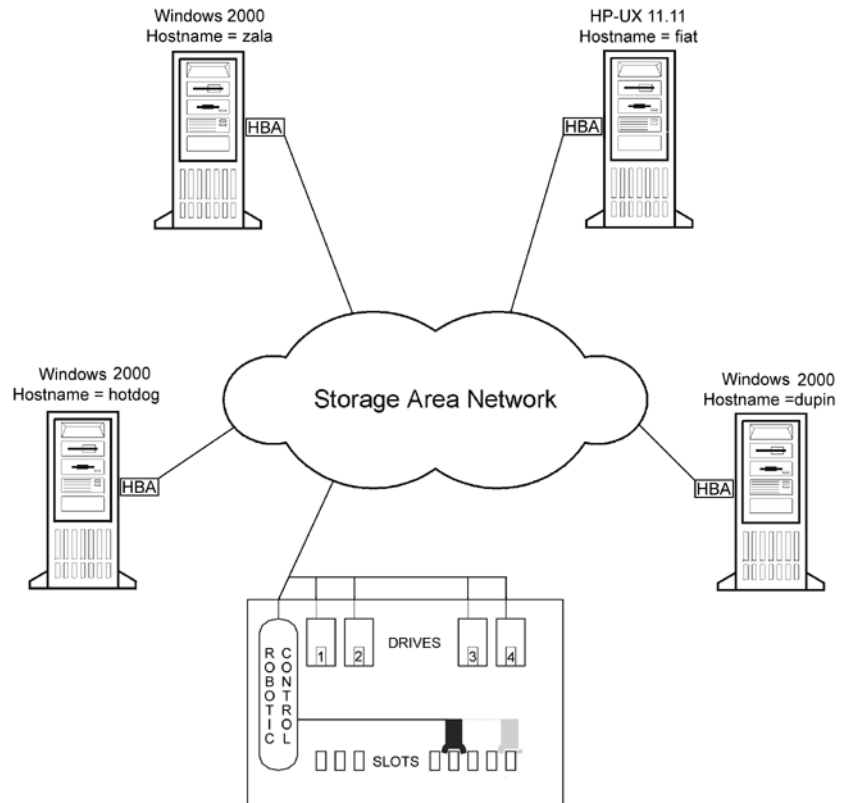 Windows 2000
Hostname = zala
HP-UX 11.11
Hostname = fiat
HBA
HBA
Storage Area Network
Windows 2000
Hostname = hotdog
Windows 2000
Hostname =dupin
HBA
HBA
ROBOTIC
CONTROL
1
2
DRIVES
3
4
SLOTS